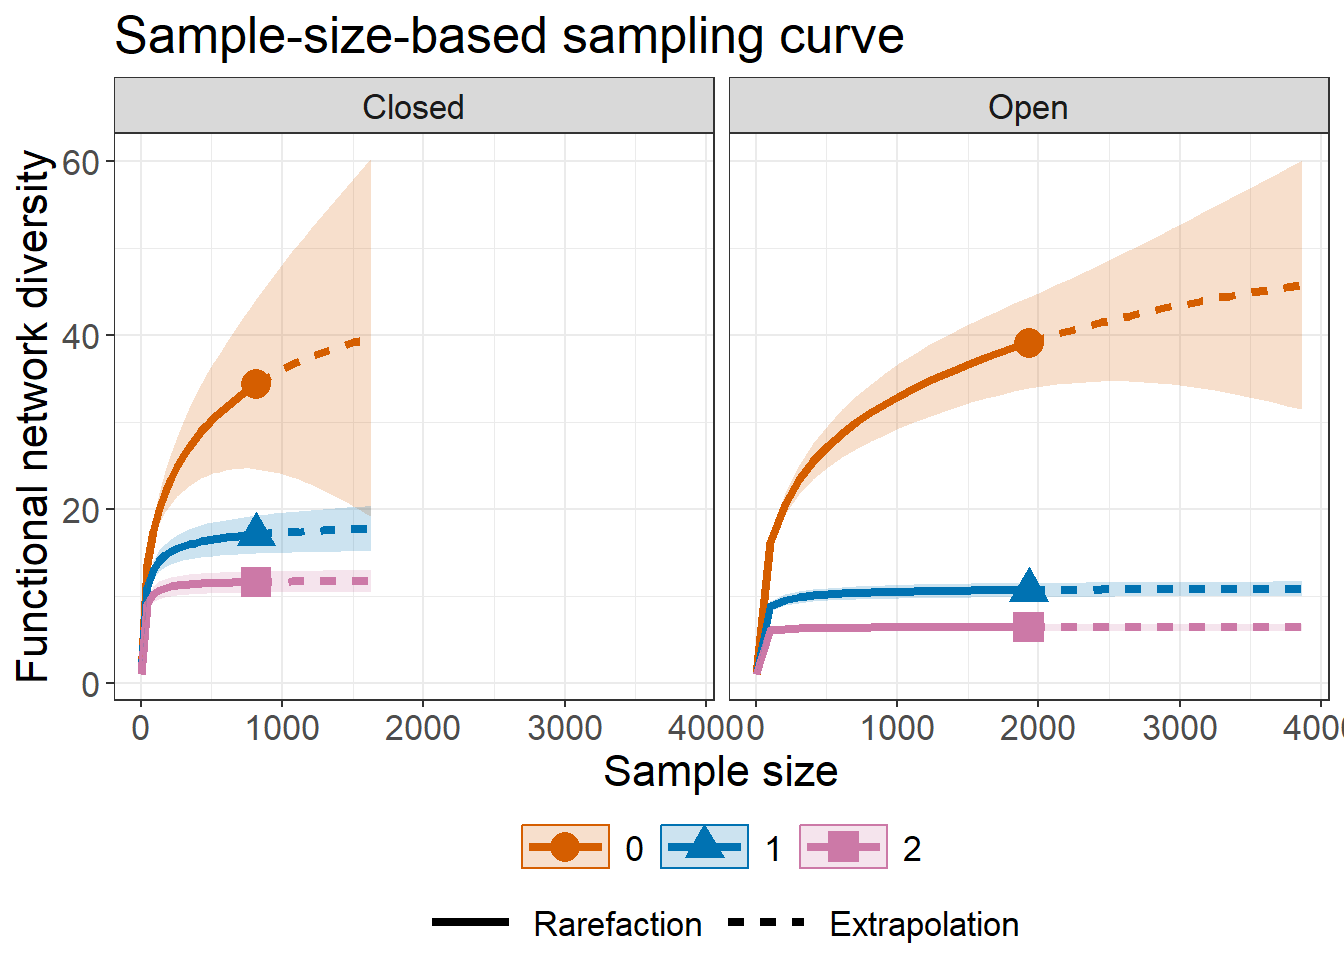 Sample-size-based sampling curve
Closed
Open
Functional network diversity
60
40
20
0
0 1000 2000 3000 4000
0 1000 2000 3000 400
Sample size
0 1 2
Rarefaction Extrapolation